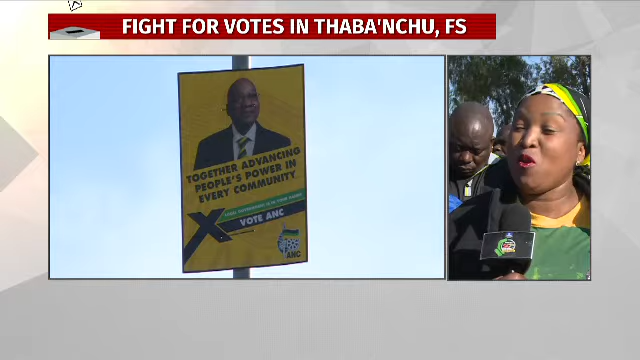 FIGHT FOR VOTES IN THABA'NCHU, FS
TOGETHER ADVANCING
PEOPLE'S POWER IN
EVERY COMMUNITY
VOTE ANC
ANC